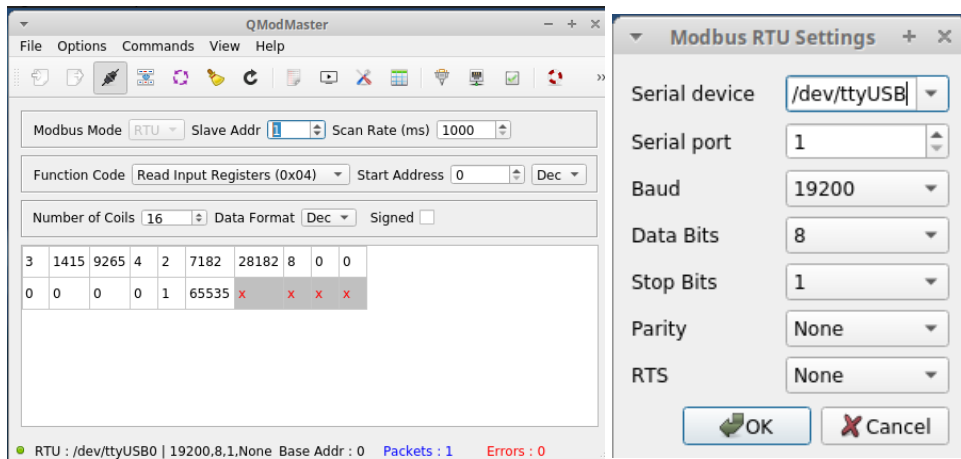 QModMaster
File Options Commands View Help
Modbus Mode RTU Slave Addr 1 Scan Rate (ms) 1000
Function Code Read Input Registers (0x04) Start Address 0 Dec
Number of Coils 16 Data Format Dec Signed
3 1415 9265 4 2 7182 28182 8 0 0
0 0 0 0 1 65535 x x x x
RTU : /dev/ttyUSB0 | 19200,8,1,None Base Addr : 0 Packets : 1 Errors : 0
Modbus RTU Settings
Serial device /dev/ttyUSB
Serial port 1
Baud 19200
Data Bits 8
Stop Bits 1
Parity None
RTS None
OK Cancel